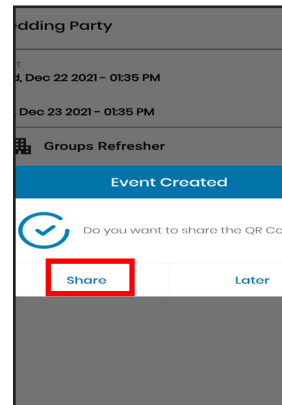 dding Party
t
d, Dec 22 2021 - 01:35 PM
Dec 23 2021 - 01:35 PM
Groups Refresher
Event Created
Do you want to share the QR Co
Share
Later